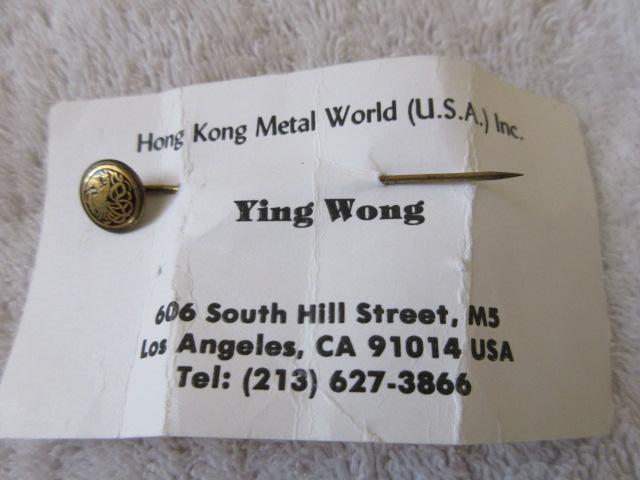 Hong Kong Metal World (U.S.A.) Inc.
Ying Wong
606 South Hill Street, M5
Los Angeles, CA 91014 USA
Tel: (213) 627-3866